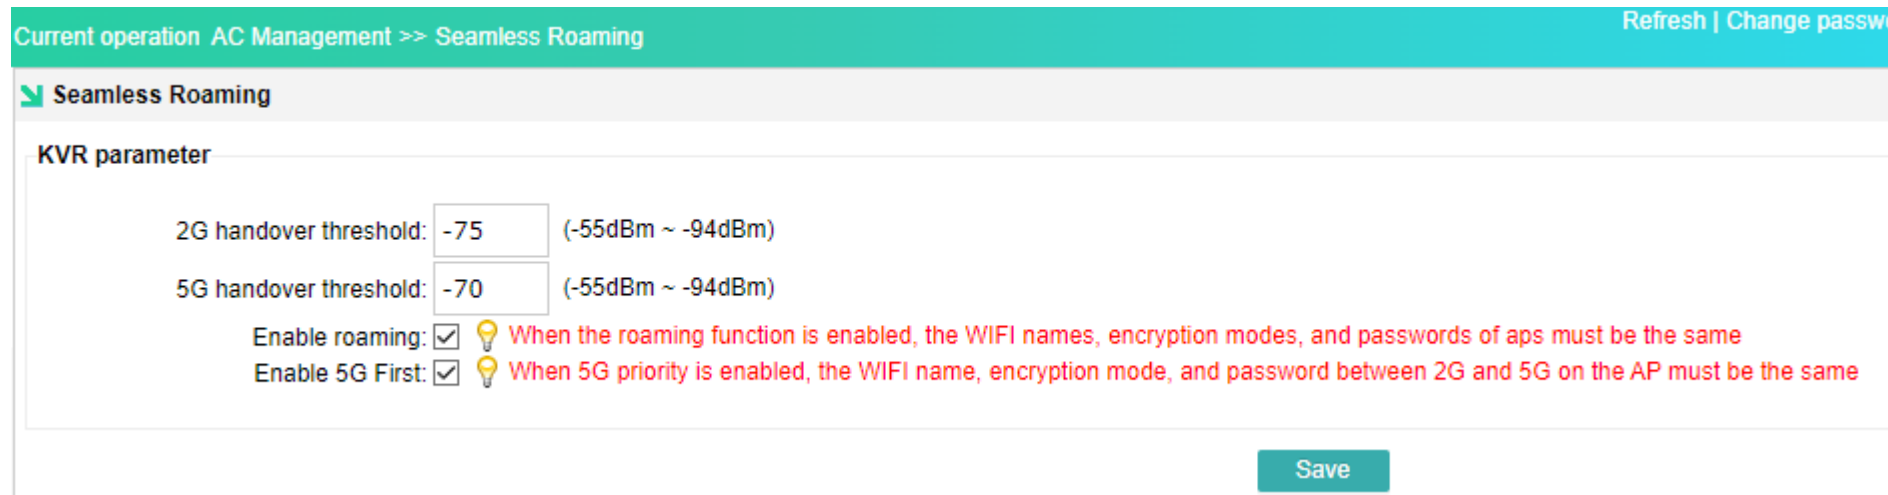 Current operation AC Management >> Seamless Roaming
Refresh | Change passw
Seamless Roaming
KVR parameter
2G handover threshold: -75 (-55dBm ~ -94dBm)
5G handover threshold: -70 (-55dBm ~ -94dBm)
Enable roaming: When the roaming function is enabled, the WIFI names, encryption modes, and passwords of aps must be the same
Enable 5G First: When 5G priority is enabled, the WIFI name, encryption mode, and password between 2G and 5G on the AP must be the same
Save